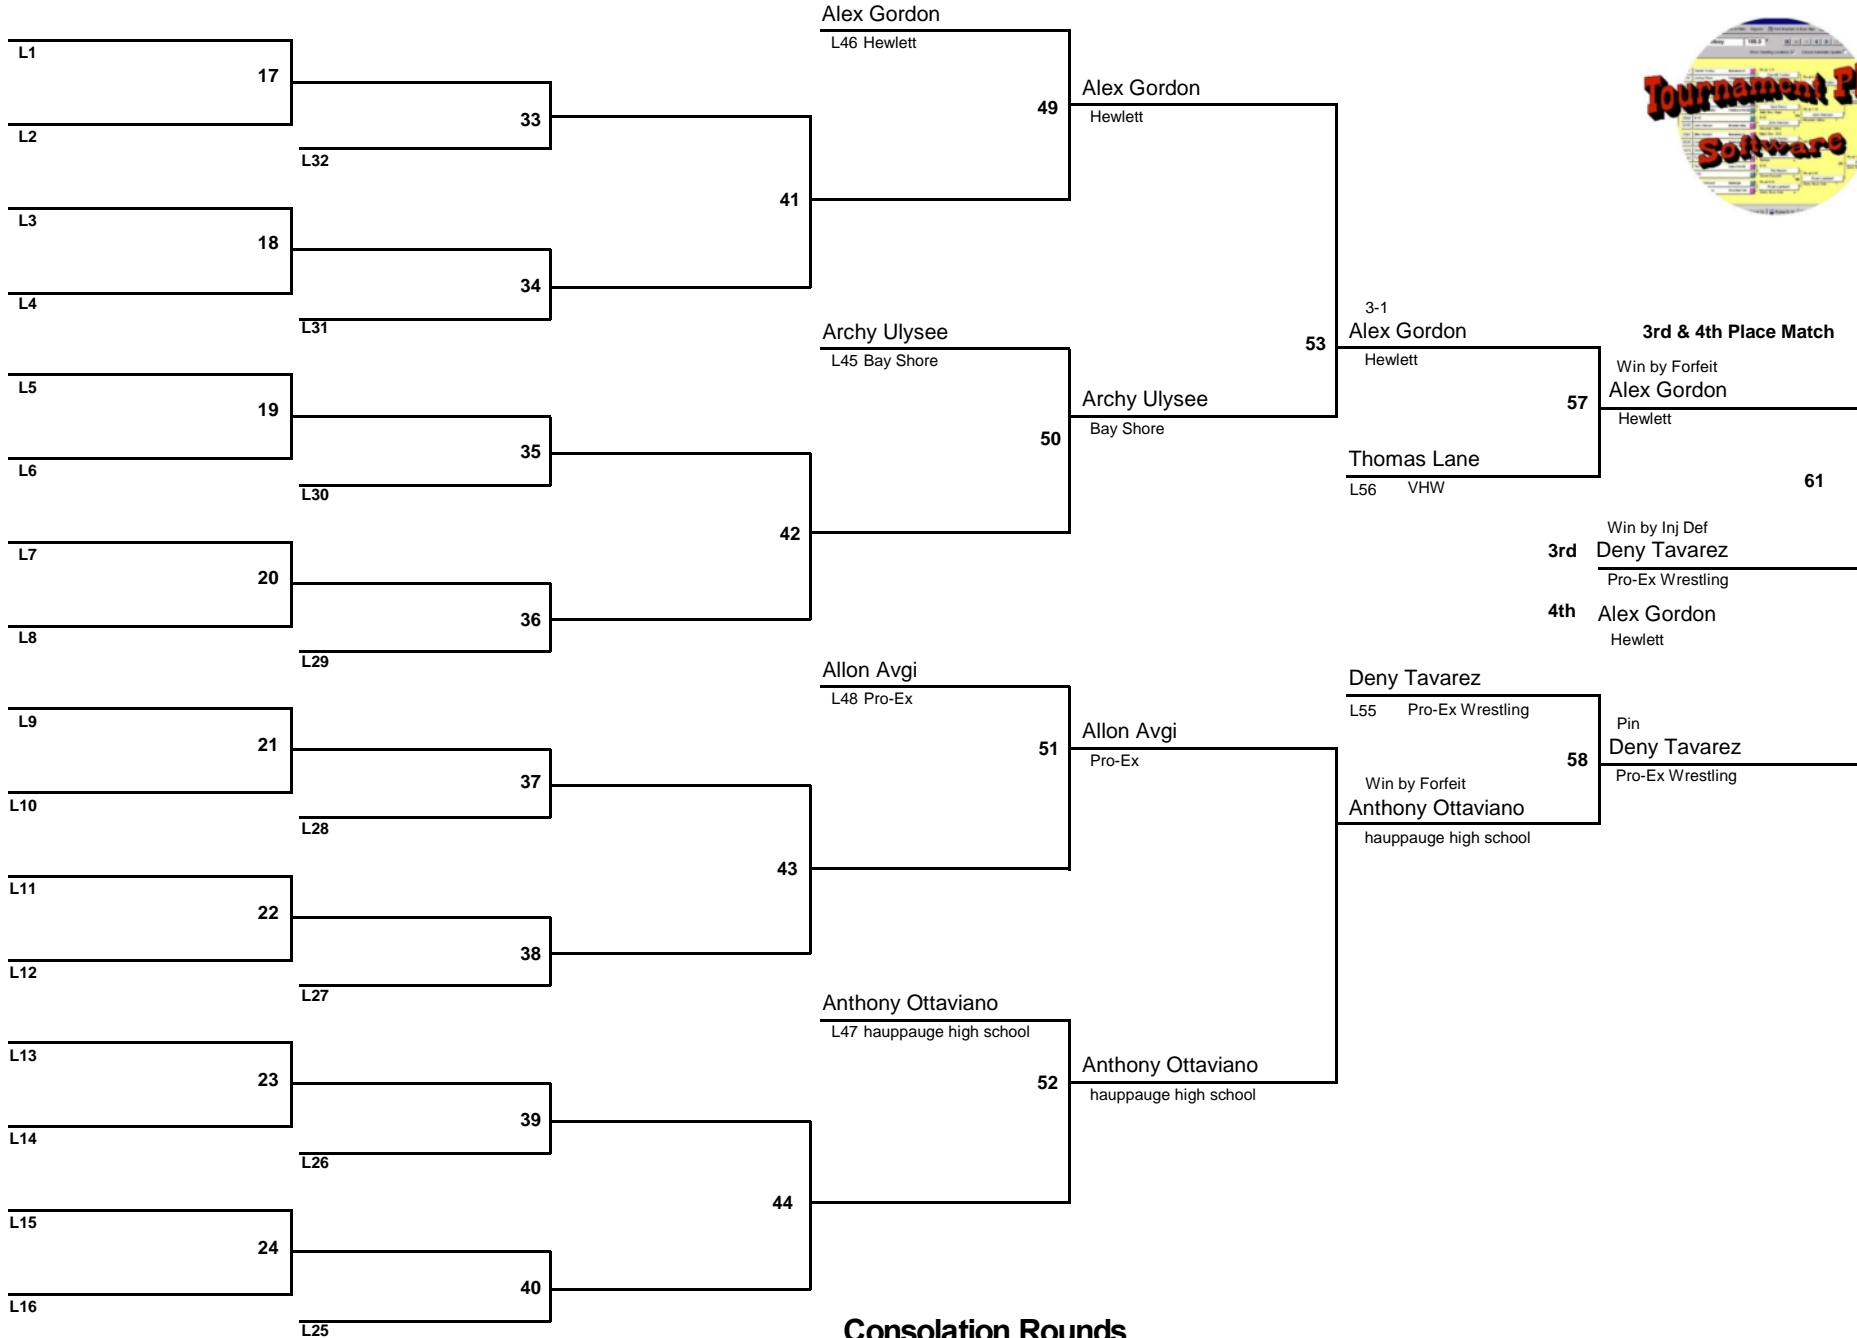 Alex Gordon
L46 Hewlett
L1
17
L2
33
L32
49
Alex Gordon
Hewlett
Tournament P
Software
L3
18
L4
41
34
L31
Archy Ulysee
L45 Bay Shore
53
3-1
Alex Gordon
Hewlett
3rd & 4th Place Match
Win by Forfeit
Alex Gordon
Hewlett
L5
19
L6
35
L30
50
Archy Ulysee
Bay Shore
57
Thomas Lane
L56 VHW
61
L7
20
L8
42
36
L29
Win by Inj Def
3rd Deny Tavarez
Pro-Ex Wrestling
4th Alex Gordon
Hewlett
Allon Avgi
L48 Pro-Ex
Deny Tavarez
L55 Pro-Ex Wrestling
L9
21
L10
37
L28
51
Allon Avgi
Pro-Ex
58
Pin
Deny Tavarez
Pro-Ex Wrestling
Win by Forfeit
Anthony Ottaviano
hauppauge high school
L11
22
L12
43
38
L27
Anthony Ottaviano
L47 hauppauge high school
L13
23
L14
39
L26
52
Anthony Ottaviano
hauppauge high school
L15
24
L16
44
40
L25
Consolation Rounds